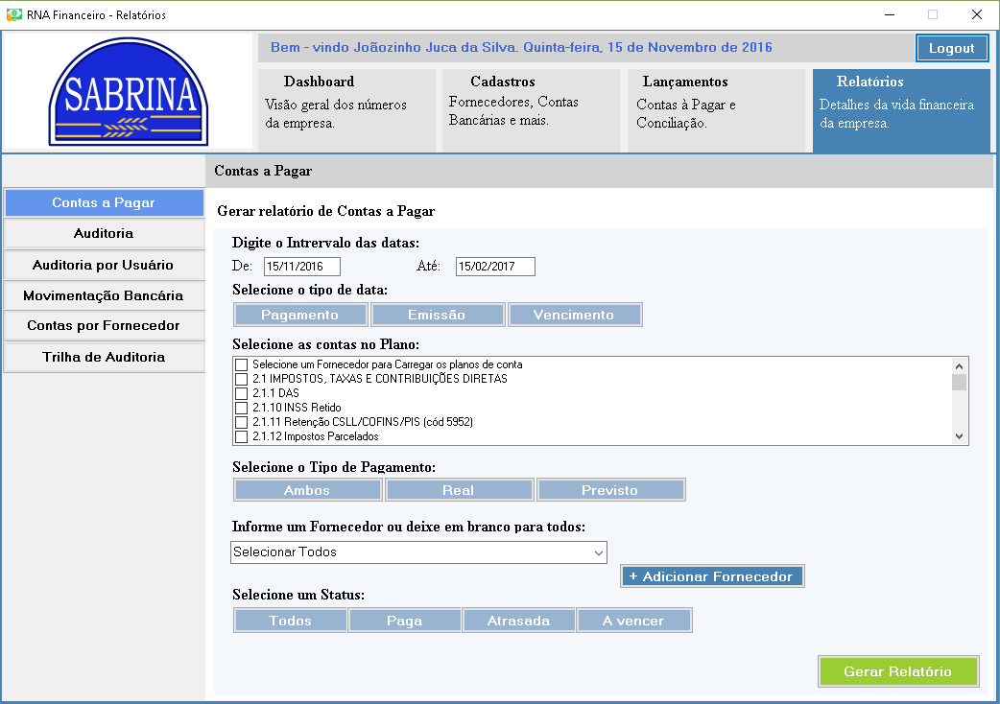 RNA Financeiro - Relatórios
SABRINA
Bem - vindo Joãozinho Juca da Silva. Quinta-feira, 15 de Novembro de 2016
Logout
Dashboard
Visão geral dos números
da empresa.
Cadastros
Fornecedores, Contas
Bancárias e mais.
Lançamentos
Contas à Pagar e
Conciliação.
Relatórios
Detalhes da vida financeira
da empresa.
Contas a Pagar
Contas a Pagar
Auditoria
Auditoria por Usuário
Movimentação Bancária
Contas por Fornecedor
Trilha de Auditoria
Gerar relatório de Contas a Pagar
Digite o Intrervalo das datas:
De: 15/11/2016 Até: 15/02/2017
Selecione o tipo de data:
Pagamento Emissão Vencimento
Selecione as contas no Plano:
Selecione um Fornecedor para Carregar os planos de conta
2.1 IMPOSTOS, TAXAS E CONTRIBUIÇÕES DIRETAS
2.1.1 DAS
2.1.10 INSS Retido
2.1.11 Retenção CSLL/COFINS/PIS (cód 5952)
2.1.12 Impostos Parcelados
Selecione o Tipo de Pagamento:
Ambos Real Previsto
Informe um Fornecedor ou deixe em branco para todos:
Selecionar Todos
+ Adicionar Fornecedor
Selecione um Status:
Todos Paga Atrasada A vencer
Gerar Relatório